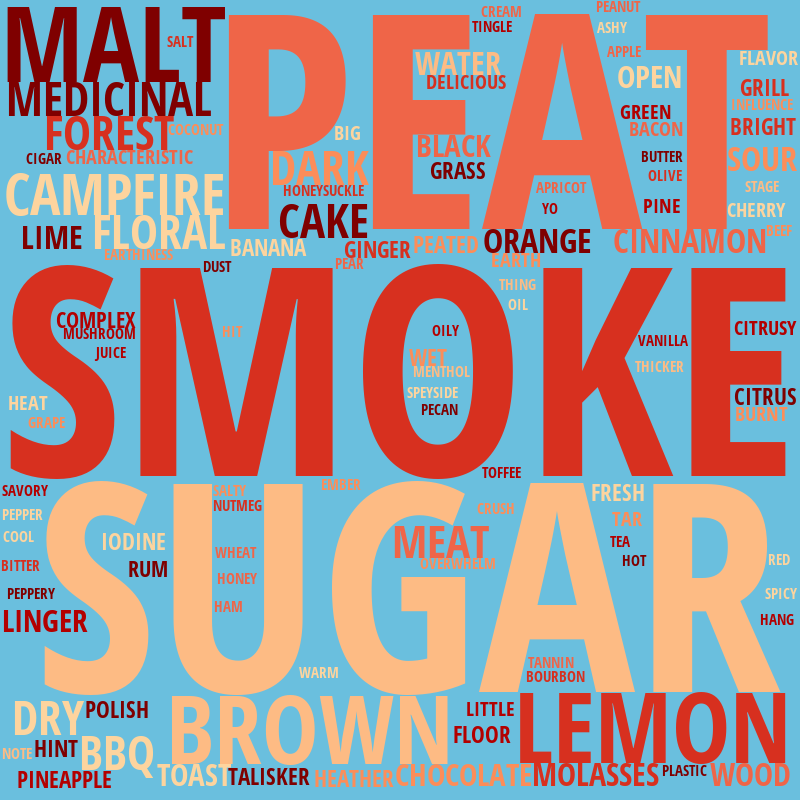 MALT
SALT
PEAT
CREAM
PEANUT
TINGLE
ASHY
APPLE
WATER
DELICIOUS
OPEN
FLAVOR
GRILL
INFLUENCE
MEDICINAL
FOREST
COCONUT
BIG
GREEN
BACON
BRIGHT
CIGAR
CHARACTERISTIC
DARK
BLACK
GRASS
BUTTER
SOUR
OLIVE
CAMPFIRE
HONEYSUCKLE
APRICOT
STAGE
CAKE
YO
PINE
CHERRY
LIME
FLORAL
BANANA
GINGER
PEATED
ORANGE
CINNAMON
BEEF
EARTHINESS
DUST
PEAR
EARTH
SMOKE
THING
OIL
COMPLEX
MUSHROOM
JUICE
BIT
OILY
VANILLA
CITRUSY
WET
MENTHOL
THICKER
SPEYSIDE
PECAN
CITRUS
BURNT
HEAT
GRAPE
TOFFEE
SAVORY
SALTY
NUTMEG
EMBER
FRESH
SUGAR
PEPPER
COOL
CRUSH
TAR
IODINE
MEAT
TEA
WHEAT
OVERWHELM
HOT
RED
BITTER
RUM
HONEY
PEPPERY
HAM
SPICY
LINGER
HANG
WARM
TANNIN
BOURBON
DRY
POLISH
BROWN
LITTLE
LEMON
FLOOR
NOTE
HINT
BBQ
PINEAPPLE
TOAST
TALISKER
HEATHER
CHOCOLATE
MOLASSES
PLASTIC
WOOD